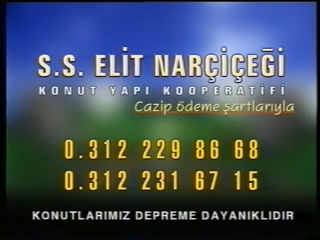 S.S. ELİT NARÇİÇEĞİ
KONUT YAPI KOOPERATİFİ
Cazip ödeme şartlarıyla
0.312 229 86 68
0.312 231 67 15
KONUTLARIMIZ DEPREME DAYANIKLIDIR